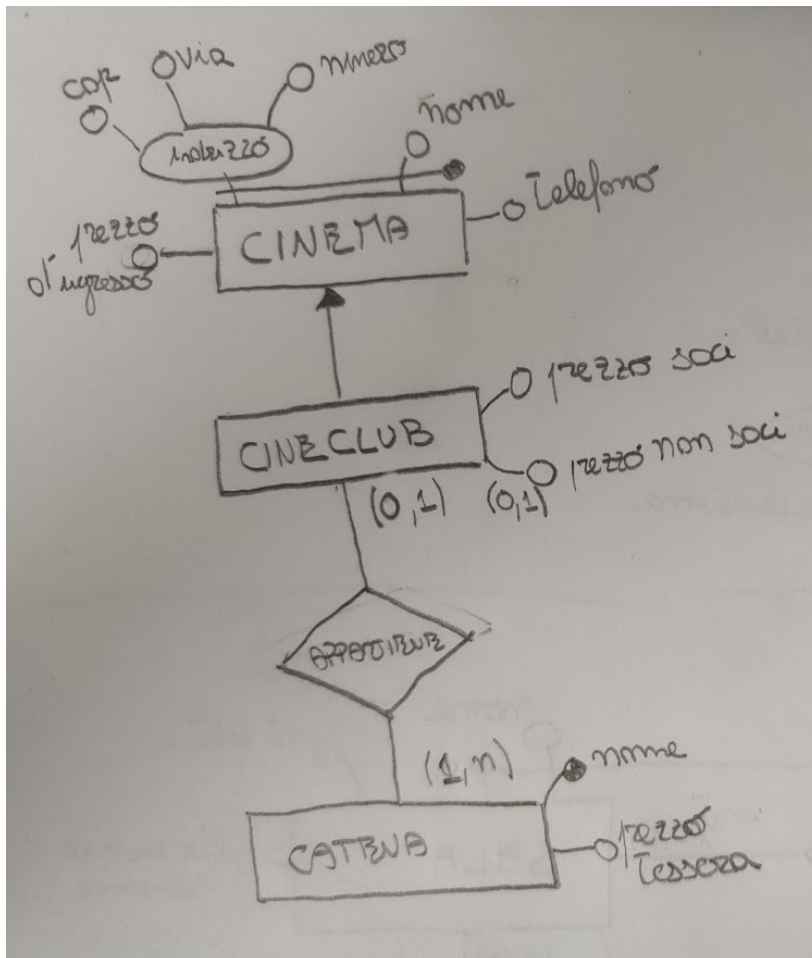 cap
via
numero
indirizzo
nome
Telefono
prezzo
d'ingresso
CINEMA
prezzo soci
CINECLUB
prezzo non soci
(0,1) (0,1)
APPARTIENE
(1,n)
nome
CATENA
prezzo
Tessera
nome